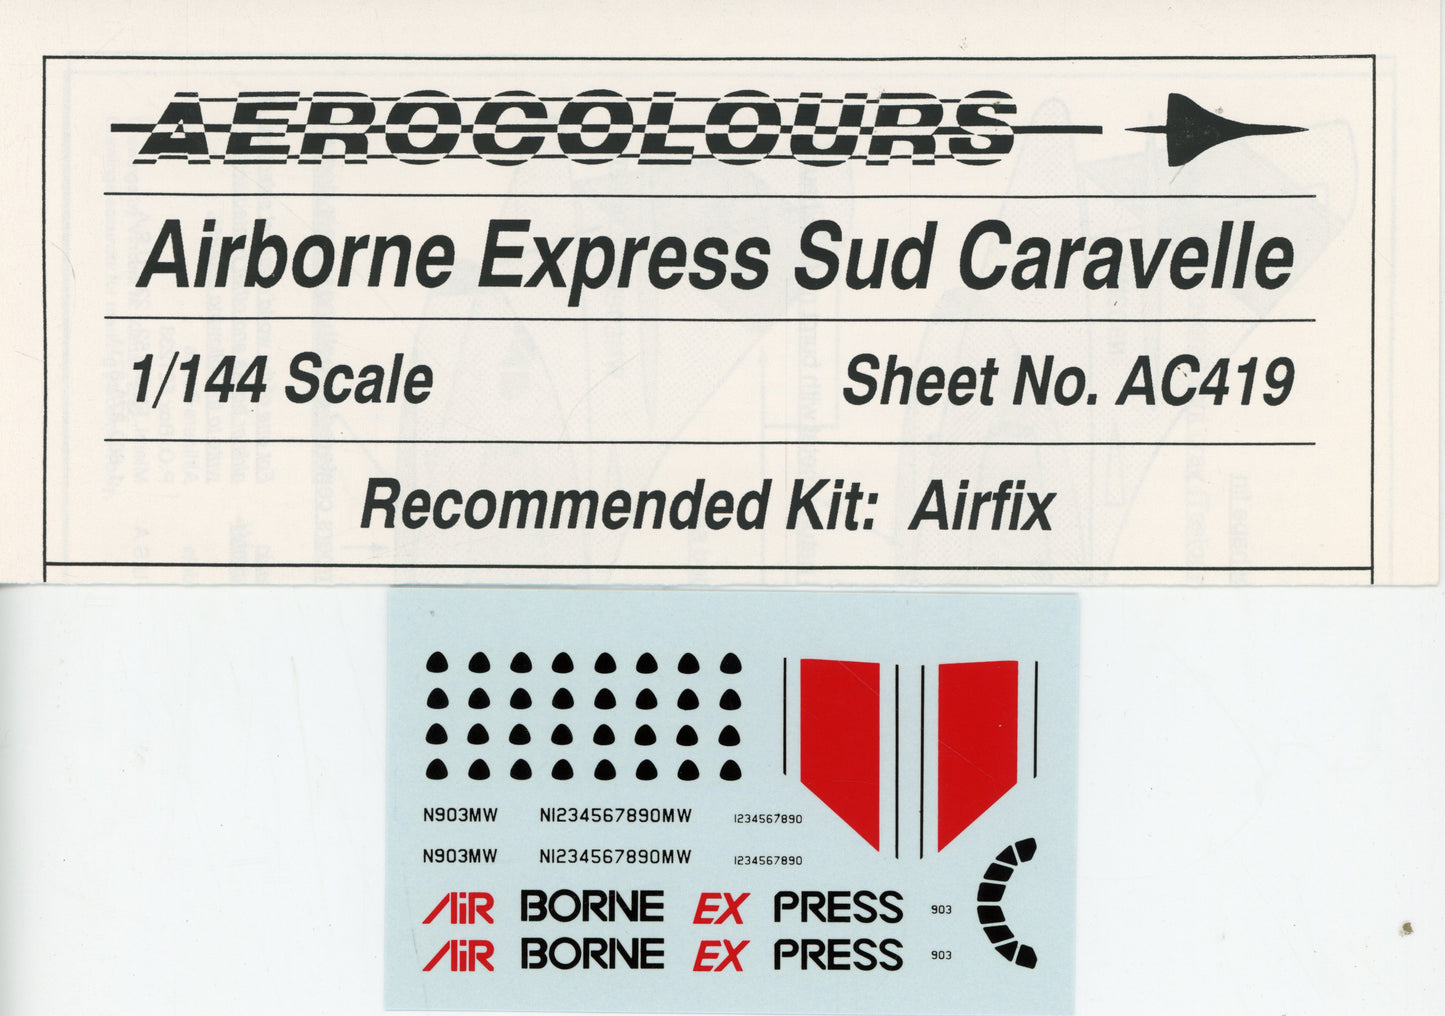 AEROCOLOURS
Airborne Express Sud Caravelle
1/144 Scale Sheet No. AC419
Recommended Kit: Airfix
N903MW N1234567890MW 1234567890
N903MW N1234567890MW 1234567890
AiR BORNE EX PRESS 903
AiR BORNE EX PRESS 903